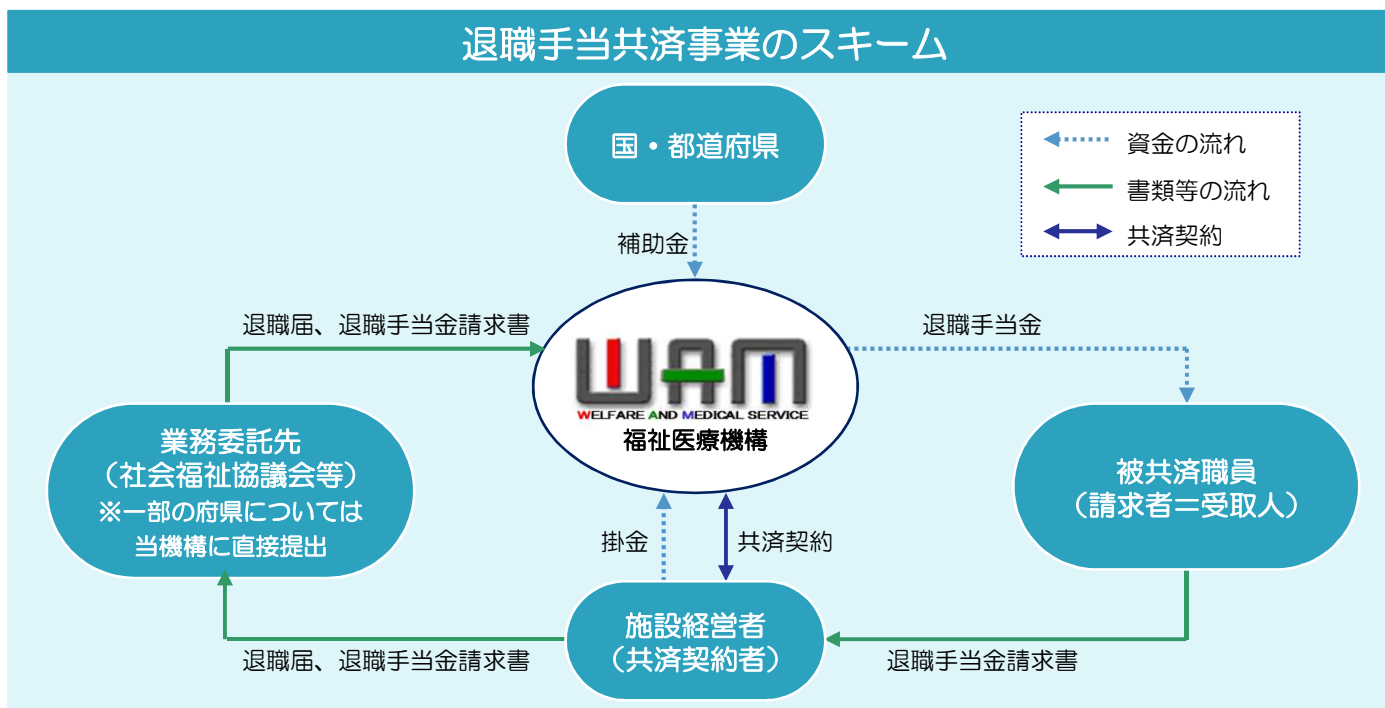 退職手当共済事業のスキーム
国・都道府県
資金の流れ
書類等の流れ
共済契約
補助金
退職届、退職手当金請求書
退職手当金
WAM
WELFARE AND MEDICAL SERVICE
福祉医療機構
業務委託先
（社会福祉協議会等）
※一部の府県については
当機構に直接提出
被共済職員
（請求者＝受取人）
掛金
共済契約
施設経営者
（共済契約者）
退職届、退職手当金請求書
退職手当金請求書